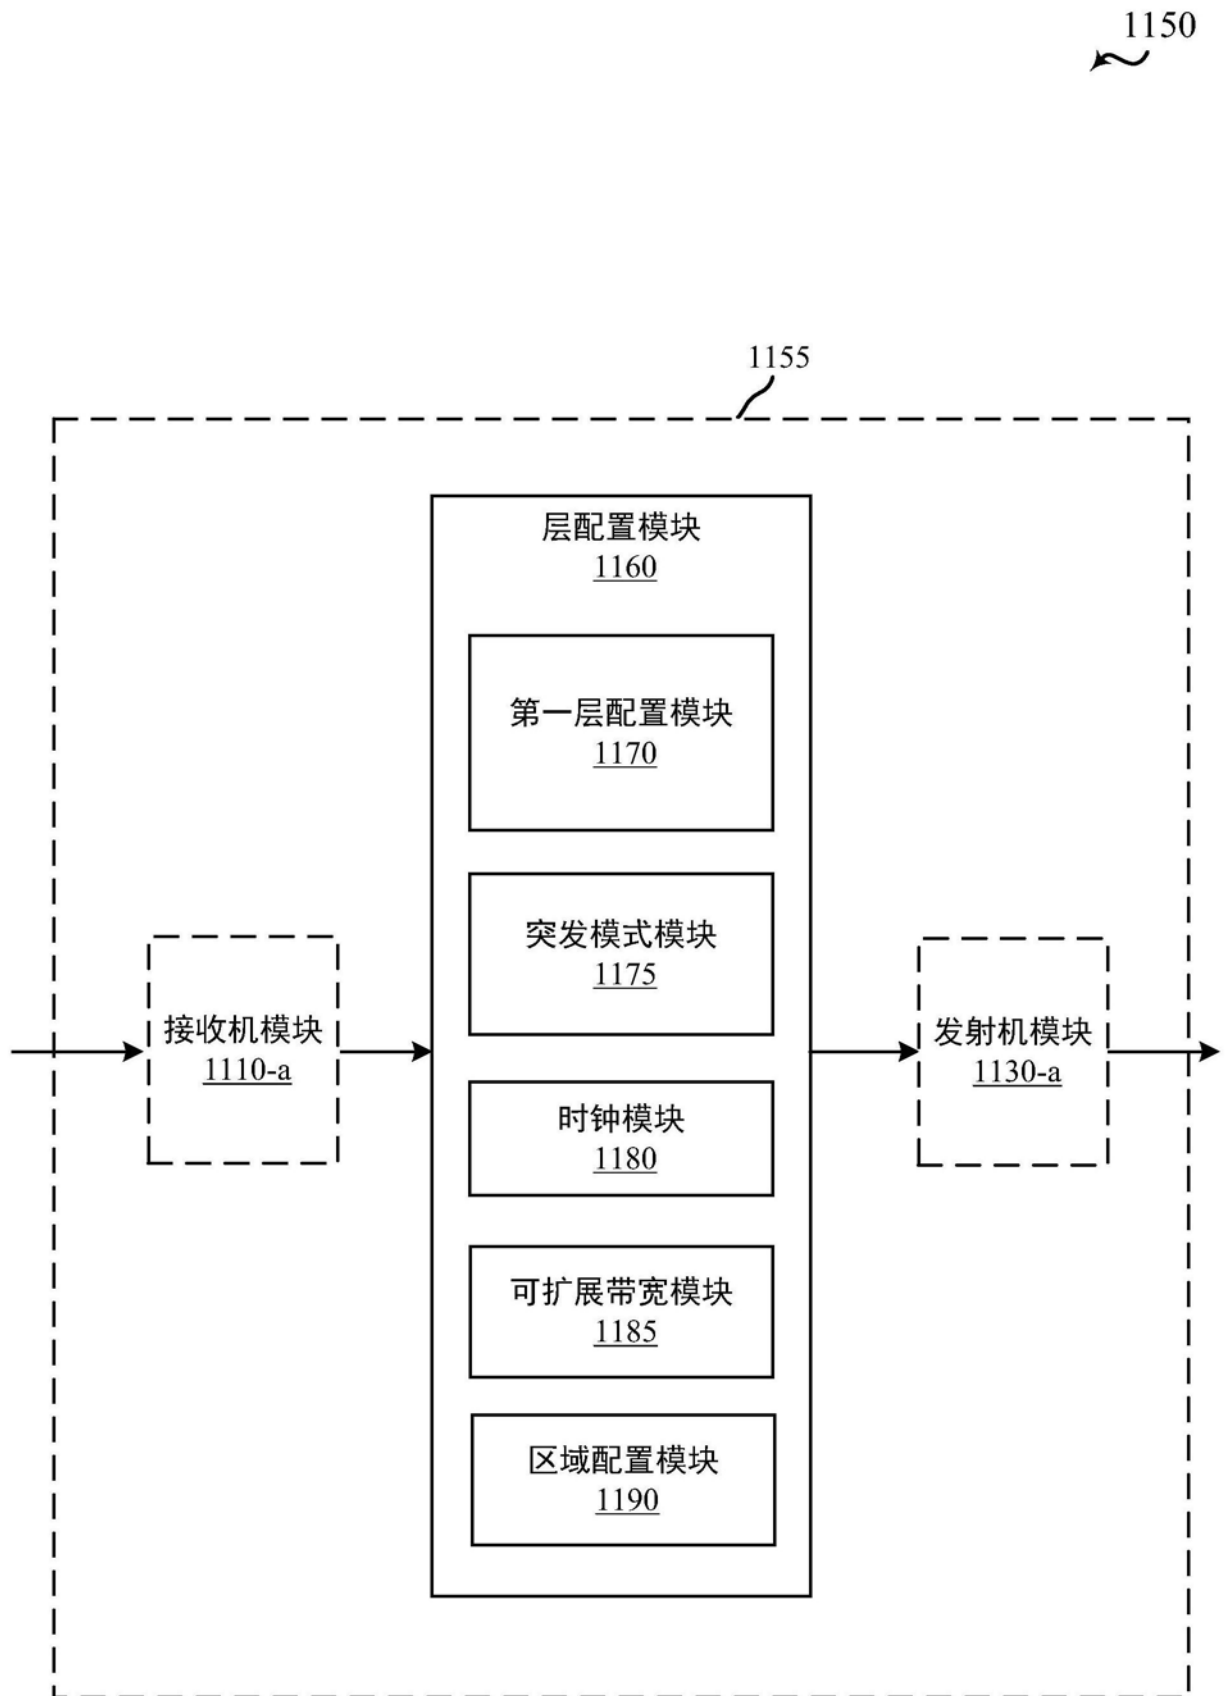 1150
1155
层配置模块
1160
第一层配置模块
1170
突发模式模块
1175
接收机模块
1110-a
发射机模块
1130-a
时钟模块
1180
可扩展带宽模块
1185
区域配置模块
1190